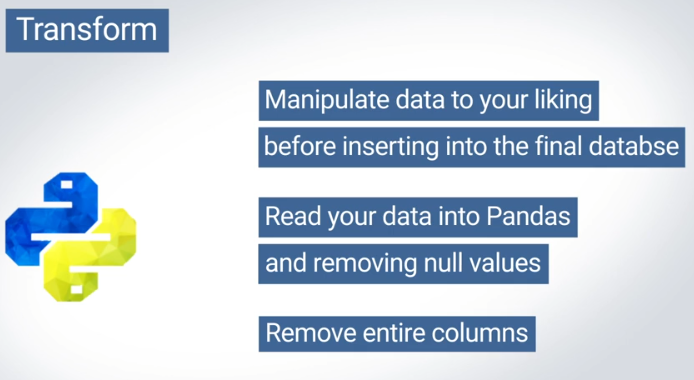 Transform
Manipulate data to your liking
before inserting into the final databse
Read your data into Pandas
and removing null values
Remove entire columns